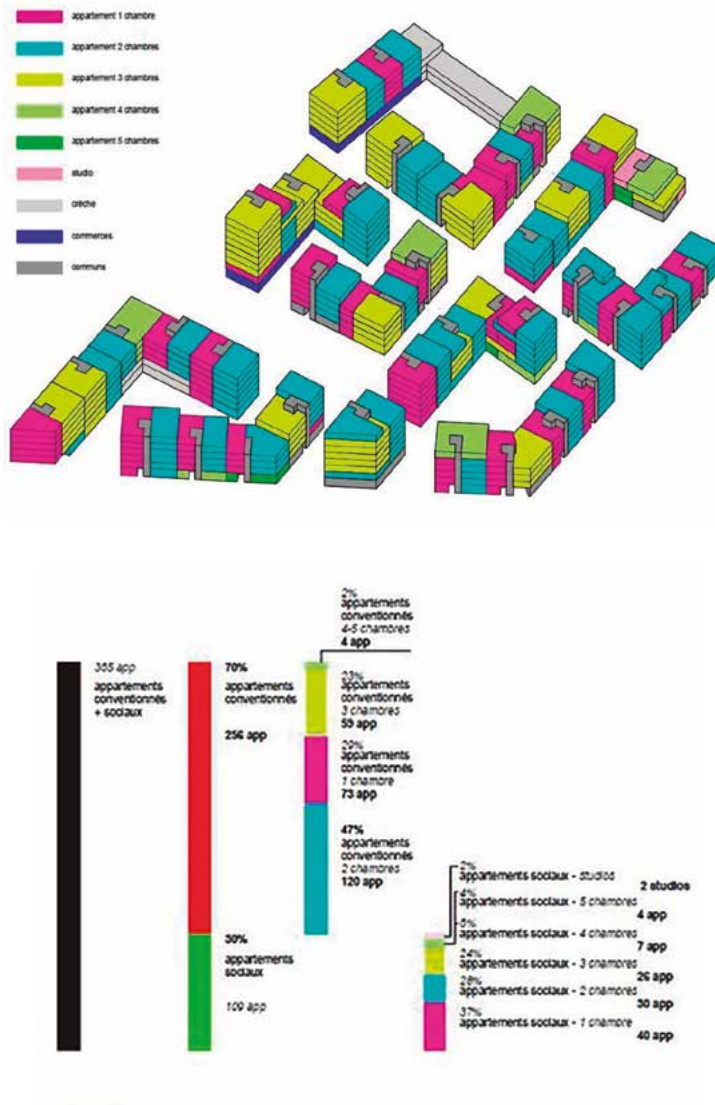 appartement 1 chambre
appartement 2 chambres
appartement 3 chambres
appartement 4 chambres
appartement 5 chambres
studio
crèche
commerces
communs
2%
appartements
conventionnés
4-5 chambres
4 app
365 app
appartements
conventionnés
+ sociaux
70%
appartements
conventionnés
256 app
23%
appartements
conventionnés
3 chambres
59 app
29%
appartements
conventionnés
1 chambre
73 app
47%
appartements
conventionnés
2 chambres
120 app
30%
appartements
sociaux
109 app
2%
appartements sociaux - studios
2 studios
4%
appartements sociaux - 5 chambres
4 app
6%
appartements sociaux - 4 chambres
7 app
24%
appartements sociaux - 3 chambres
26 app
28%
appartements sociaux - 2 chambres
30 app
37%
appartements sociaux - 1 chambre
40 app